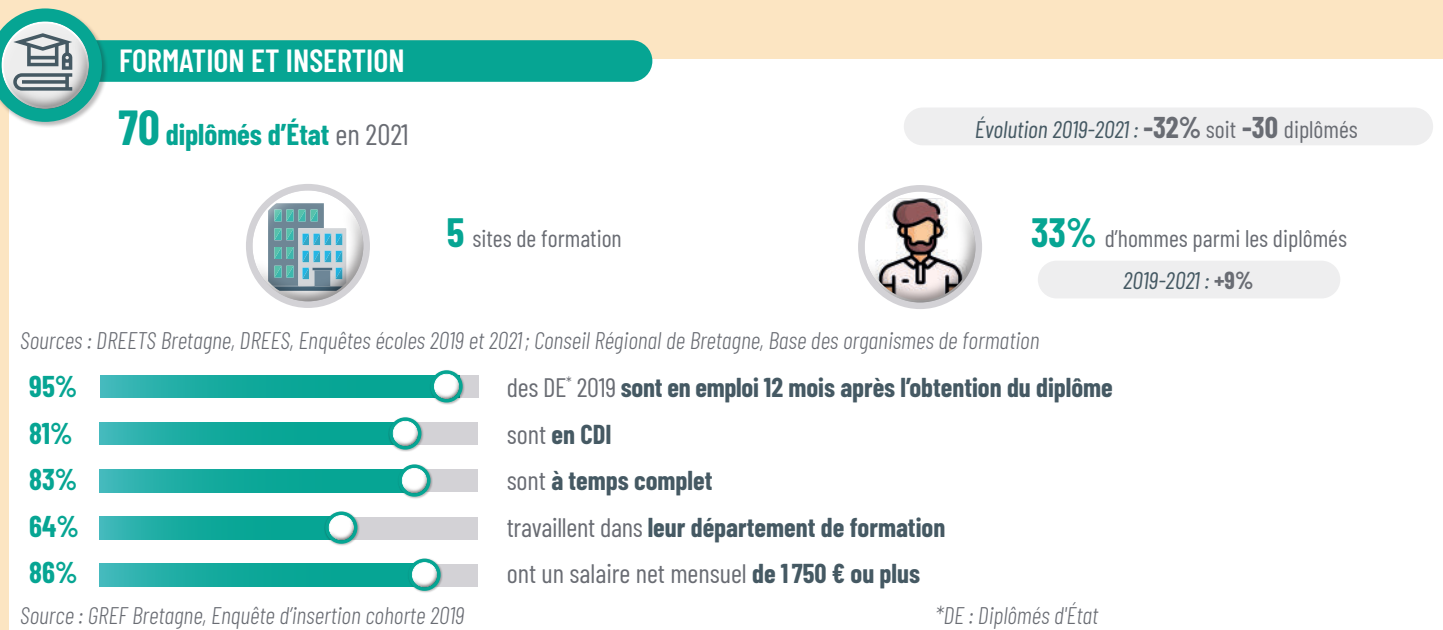 FORMATION ET INSERTION
70 diplômés d'État en 2021
Évolution 2019-2021 : -32% soit -30 diplômés
5 sites de formation
33% d'hommes parmi les diplômés
2019-2021 : +9%
Sources : DREETS Bretagne, DREES, Enquêtes écoles 2019 et 2021 ; Conseil Régional de Bretagne, Base des organismes de formation
95% des DE* 2019 sont en emploi 12 mois après l'obtention du diplôme
81% sont en CDI
83% sont à temps complet
64% travaillent dans leur département de formation
86% ont un salaire net mensuel de 1 750 € ou plus
Source : GREF Bretagne, Enquête d'insertion cohorte 2019
*DE : Diplômés d'État